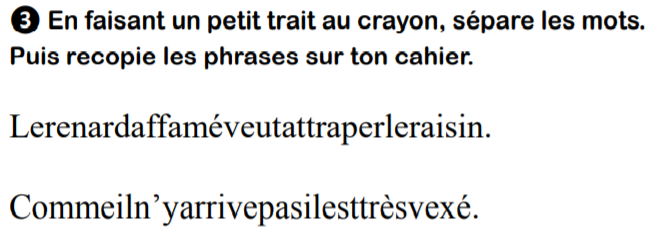 3 En faisant un petit trait au crayon, sépare les mots.
Puis recopie les phrases sur ton cahier.
Lerenardaffaméveutattraperleraisin.
Commeiln’yarrivepasilesttrèsvexé.